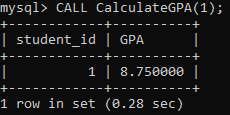 mysql> CALL CalculateGPA(1);
+------------+----------+
| student_id | GPA      |
+------------+----------+
|          1 | 8.750000 |
+------------+----------+
1 row in set (0.28 sec)